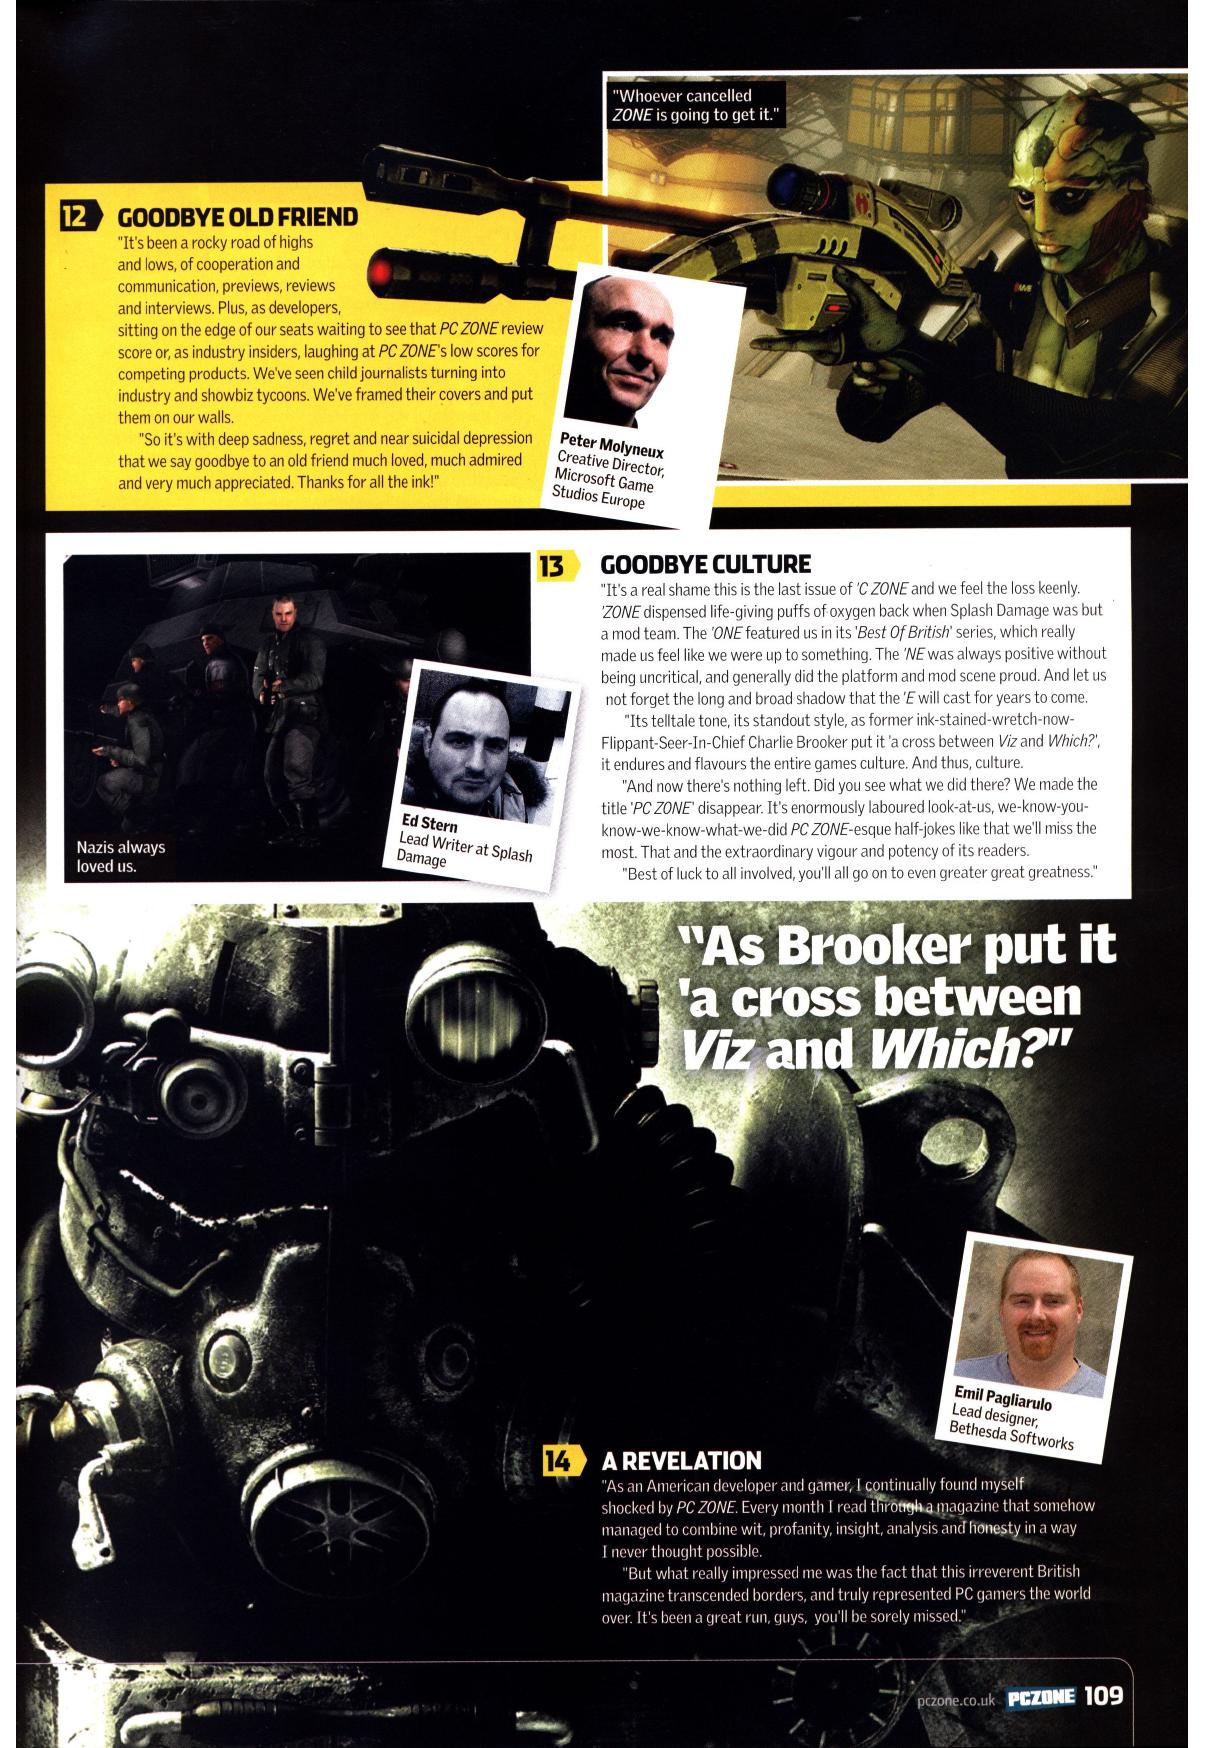 "Whoever cancelled
ZONE is going to get it."
12 GOODBYE OLD FRIEND
"It's been a rocky road of highs
and lows, of cooperation and
communication, previews, reviews
and interviews. Plus, as developers,
sitting on the edge of our seats waiting to see that PC ZONE review
score or, as industry insiders, laughing at PC ZONE's low scores for
competing products. We've seen child journalists turning into
industry and showbiz tycoons. We've framed their covers and put
them on our walls.
"So it's with deep sadness, regret and near suicidal depression
that we say goodbye to an old friend much loved, much admired
and very much appreciated. Thanks for all the ink!"
Peter Molyneux
Creative Director,
Microsoft Game
Studios Europe
13 GOODBYE CULTURE
"It's a real shame this is the last issue of 'C ZONE and we feel the loss keenly.
'ZONE dispensed life-giving puffs of oxygen back when Splash Damage was but
a mod team. The 'ONE featured us in its 'Best Of British' series, which really
made us feel like we were up to something. The 'NE was always positive without
being uncritical, and generally did the platform and mod scene proud. And let us
not forget the long and broad shadow that the 'E will cast for years to come.
"Its telltale tone, its standout style, as former ink-stained-wretch-now-
Flippant-Seer-In-Chief Charlie Brooker put it 'a cross between Viz and Which?',
it endures and flavours the entire games culture. And thus, culture.
"And now there's nothing left. Did you see what we did there? We made the
title 'PC ZONE' disappear. It's enormously laboured look-at-us, we-know-you-
know-we-know-what-we-did PC ZONE-esque half-jokes like that we'll miss the
most. That and the extraordinary vigour and potency of its readers.
"Best of luck to all involved, you'll all go on to even greater great greatness."
Ed Stern
Lead Writer at Splash
Damage
Nazis always
loved us.
"As Brooker put it
'a cross between
Viz and Which?"
Emil Pagliarulo
Lead designer,
Bethesda Softworks
14 A REVELATION
"As an American developer and gamer, I continually found myself
shocked by PC ZONE. Every month I read through a magazine that somehow
managed to combine wit, profanity, insight, analysis and honesty in a way
I never thought possible.
"But what really impressed me was the fact that this irreverent British
magazine transcended borders, and truly represented PC gamers the world
over. It's been a great run, guys, you'll be sorely missed."
pczone.co.uk PCZONE 109